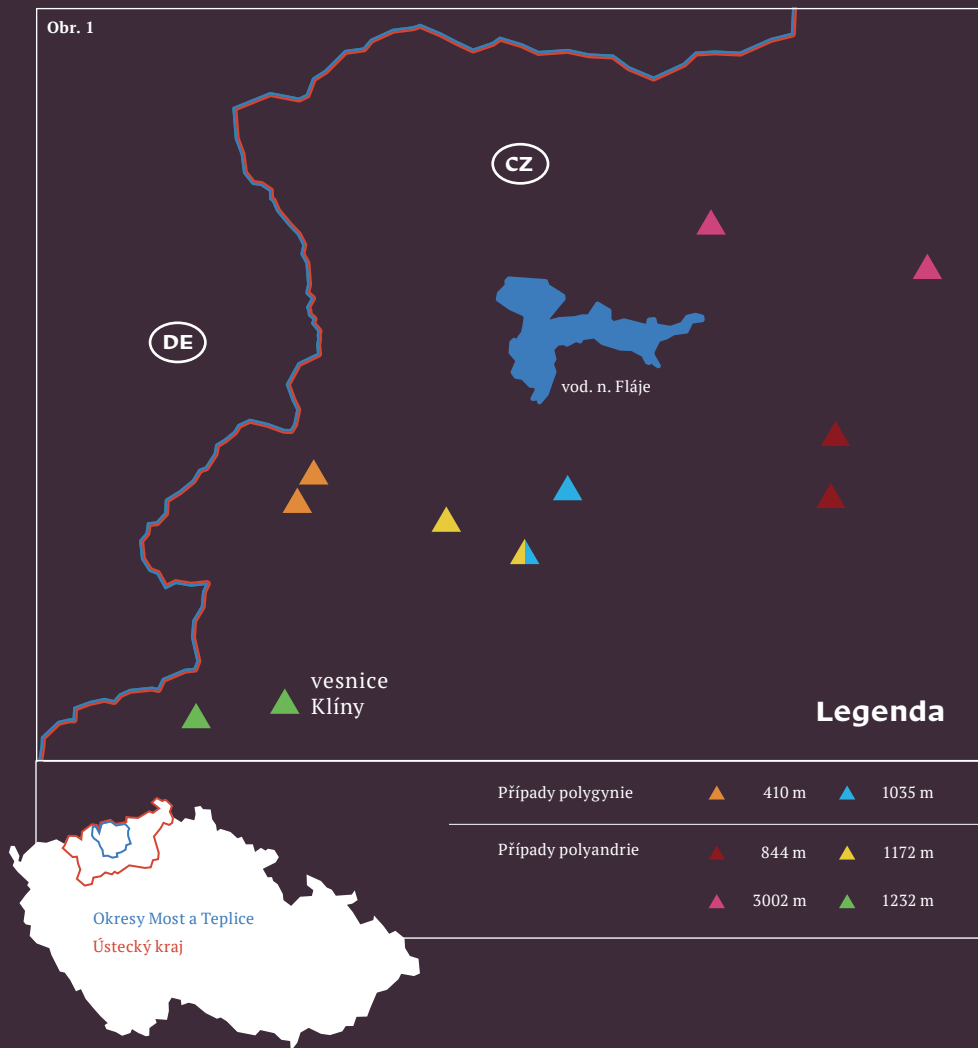 Obr. 1
CZ
DE
vod. n. Fláje
vesnice
Klíny
Legenda
Případy polygynie 410 m 1035 m
Případy polyandrie 844 m 1172 m
3002 m 1232 m
Okresy Most a Teplice
Ústecký kraj